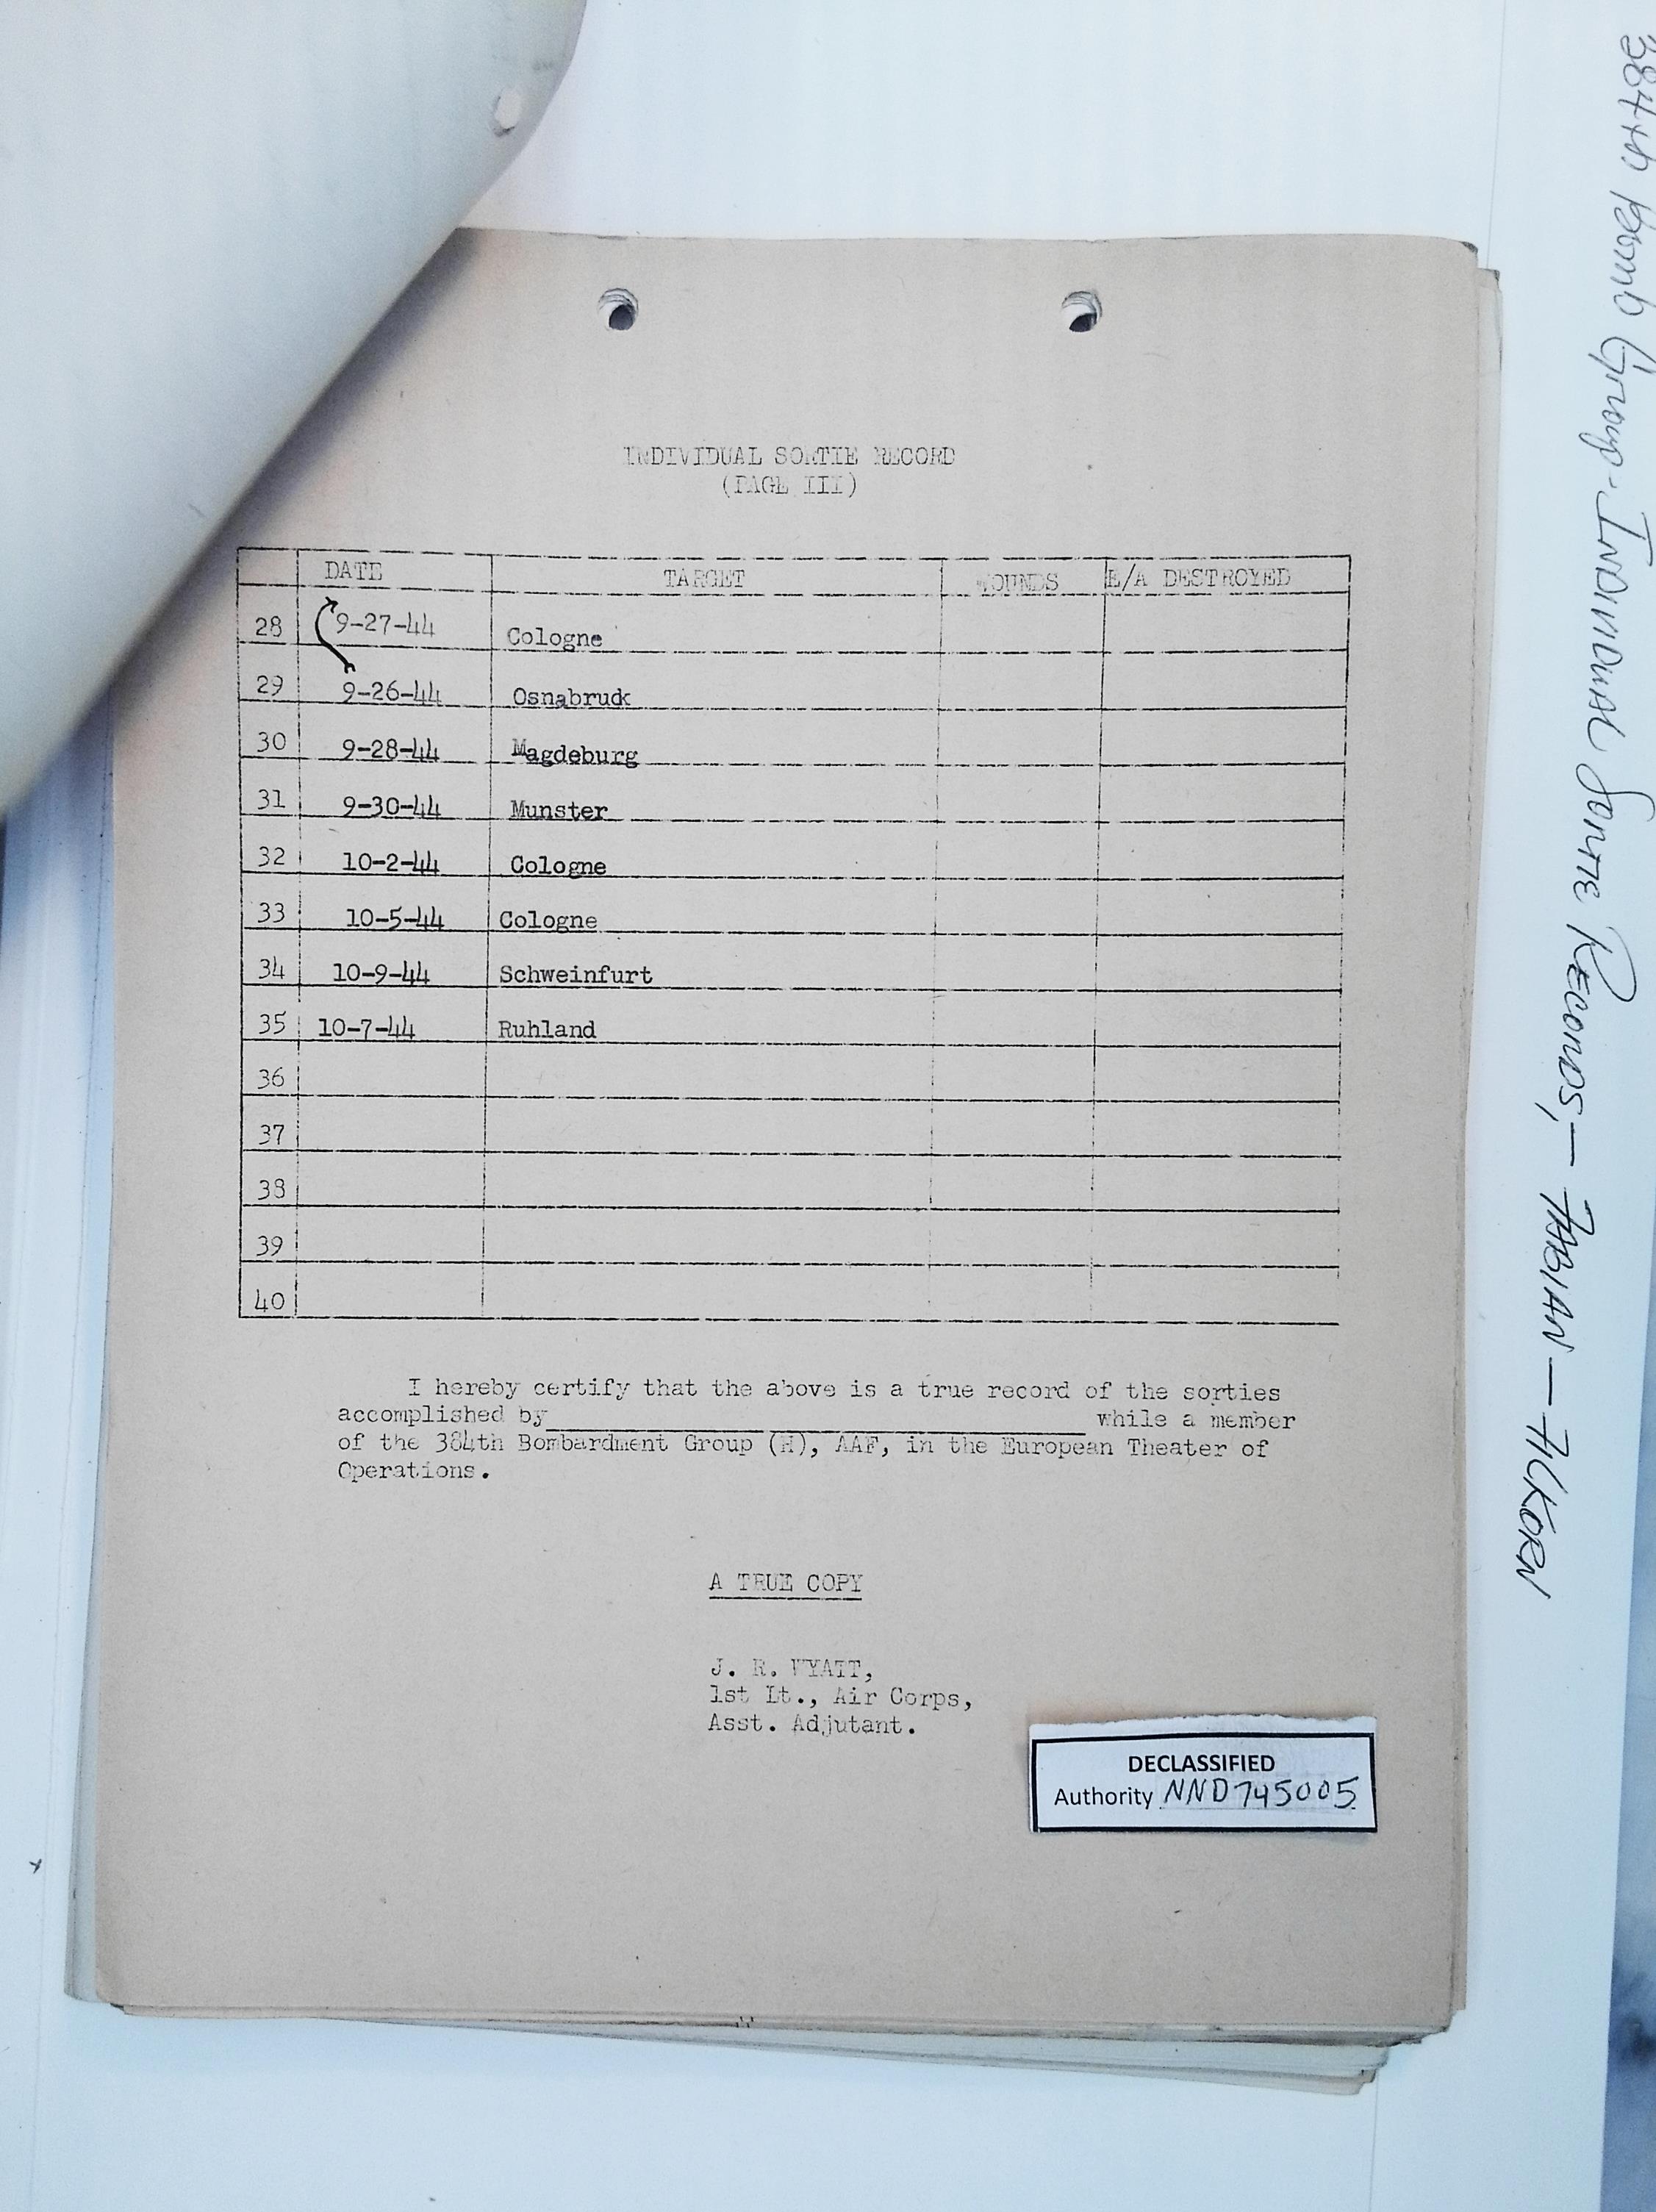 INDIVIDUAL SORTIE RECORD
(PAGE III)
DATE TARGET WOUNDS E/A DESTROYED
28 9-27-44 Cologne
29 9-26-44 Osnabruck
30 9-28-44 Magdeburg
31 9-30-44 Munster
32 10-2-44 Cologne
33 10-5-44 Cologne
34 10-9-44 Schweinfurt
35 10-7-44 Ruhland
36
37
38
39
40
I hereby certify that the above is a true record of the sorties
accomplished by while a member
of the 384th Bombardment Group (H), AAF, in the European Theater of
Operations.
A TRUE COPY
J. R. WYATT,
1st Lt., Air Corps,
Asst. Adjutant.
DECLASSIFIED
Authority NND745005
384th Bomb Group - Individual Sortie Records, - FABIAN - FILKORN